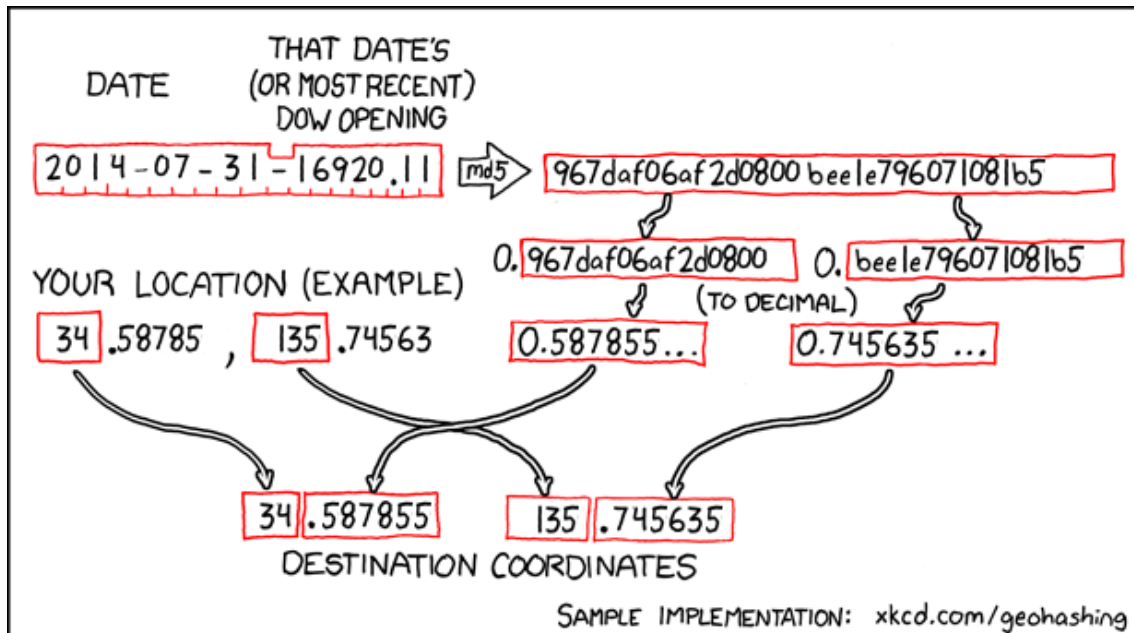 DATE
THAT DATE'S
(OR MOST RECENT)
DOW OPENING
2014-07-31-16920.11
md5
967daf06af2d0800bee1e796071081b5
0.967daf06af2d0800
0.bee1e796071081b5
(TO DECIMAL)
YOUR LOCATION (EXAMPLE)
34.58785, 135.74563
0.587855...
0.745635...
34.587855
135.745635
DESTINATION COORDINATES
SAMPLE IMPLEMENTATION: xkcd.com/geohashing